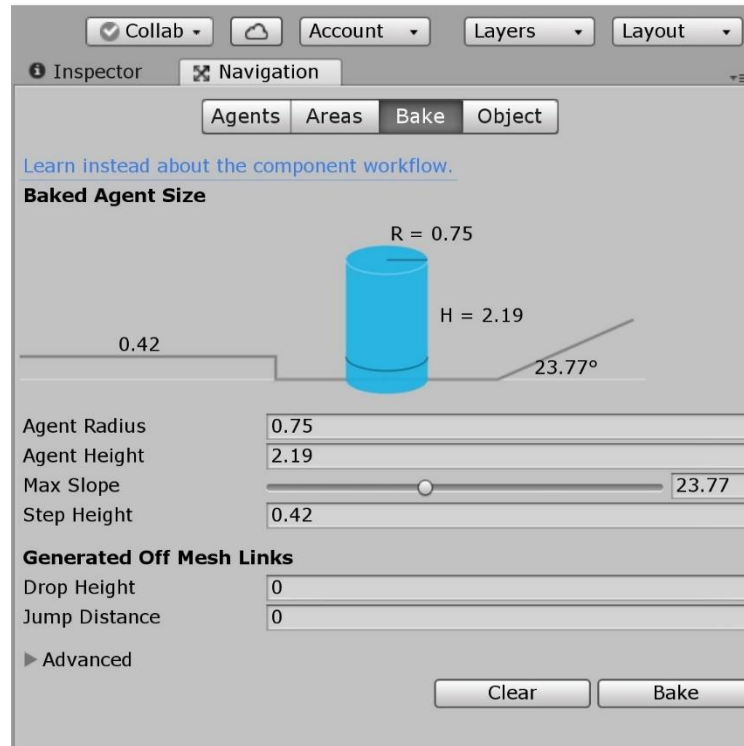 Collab Account Layers Layout
Inspector Navigation
Agents Areas Bake Object
Learn instead about the component workflow.
Baked Agent Size
R = 0.75
H = 2.19
0.42
23.77º
Agent Radius 0.75
Agent Height 2.19
Max Slope 23.77
Step Height 0.42
Generated Off Mesh Links
Drop Height 0
Jump Distance 0
Advanced
Clear Bake